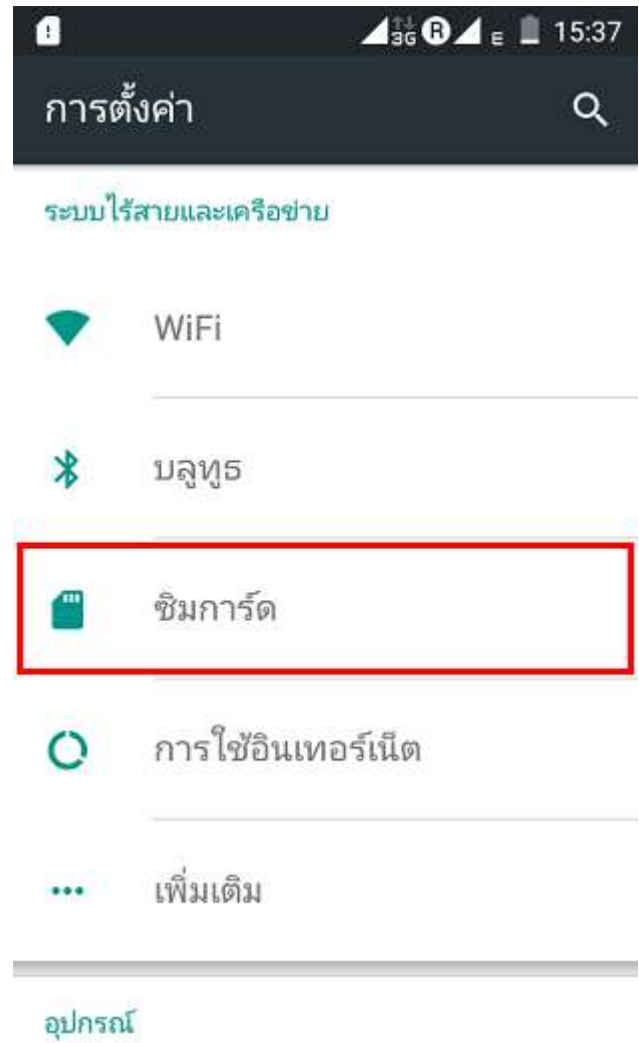 3G R E 15:37
การตั้งค่า
ระบบไร้สายและเครือข่าย
WiFi
บลูทูธ
ซิมการ์ด
การใช้อินเทอร์เน็ต
เพิ่มเติม
อุปกรณ์